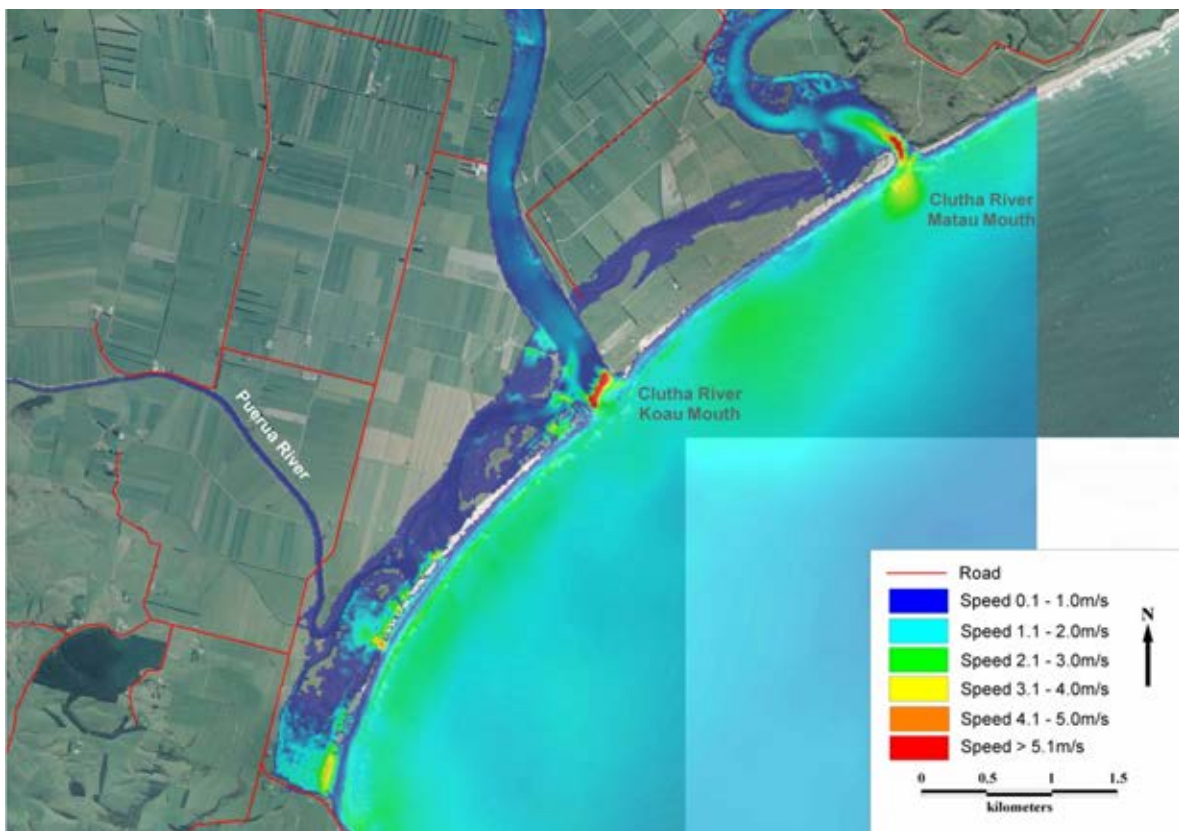 Clutha River
Matau Mouth
Clutha River
Koau Mouth
Puerua River
Road
Speed 0.1 - 1.0m/s
Speed 1.1 - 2.0m/s
Speed 2.1 - 3.0m/s
Speed 3.1 - 4.0m/s
Speed 4.1 - 5.0m/s
Speed > 5.1m/s
N
0 0.5 1 1.5
kilometers